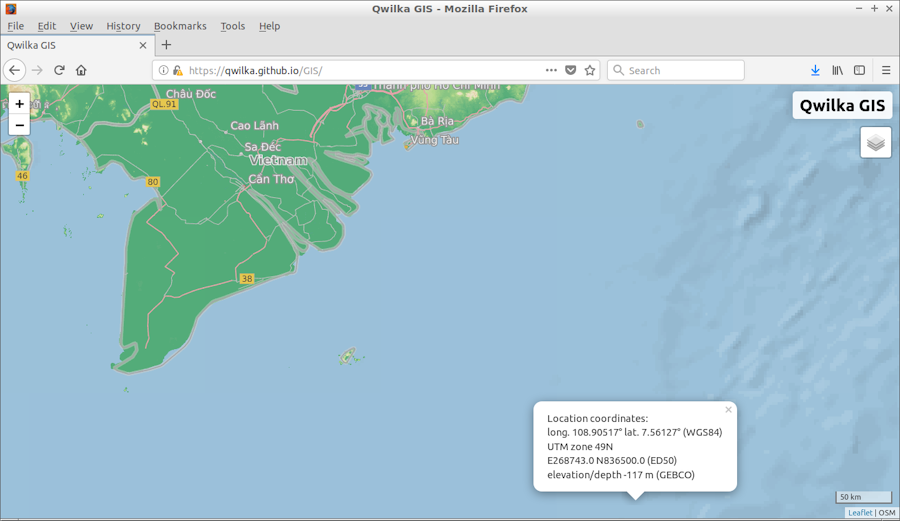 Qwilka GIS - Mozilla Firefox
File Edit View History Bookmarks Tools Help
Qwilka GIS
https://qwilka.github.io/GIS/
Search
+
−
Qwilka GIS
Châu Đốc
Thành phố Hồ Chí Minh
QL.91
Cao Lãnh
Bà Rịa
Sa Đéc
Vũng Tàu
Vietnam
46
80
Cần Thơ
38
Location coordinates:
long. 108.90517° lat. 7.56127° (WGS84)
UTM zone 49N
E268743.0 N836500.0 (ED50)
elevation/depth -117 m (GEBCO)
50 km
Leaflet | OSM